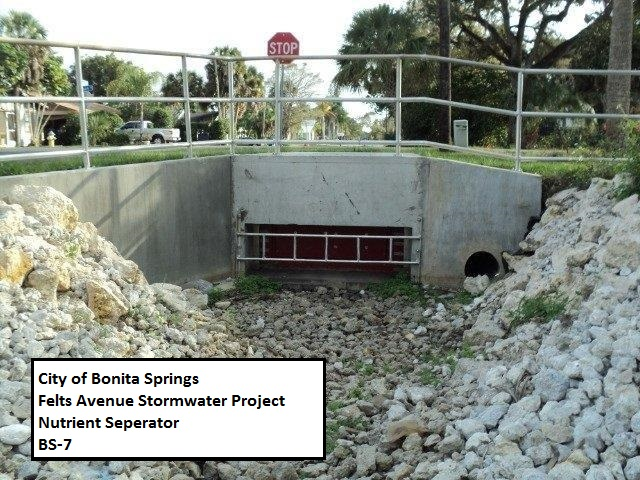 STOP
City of Bonita Springs
Felts Avenue Stormwater Project
Nutrient Seperator
BS-7